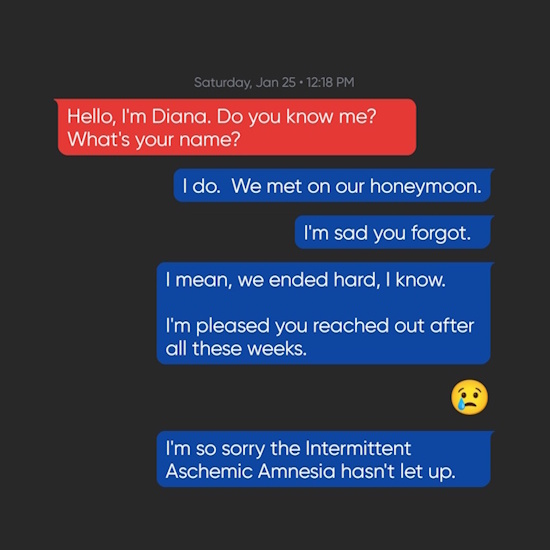 Saturday, Jan 25 • 12:18 PM
Hello, I'm Diana. Do you know me?
What's your name?
I do.  We met on our honeymoon.
I'm sad you forgot.
I mean, we ended hard, I know.
I'm pleased you reached out after
all these weeks.
😢
I'm so sorry the Intermittent
Aschemic Amnesia hasn't let up.